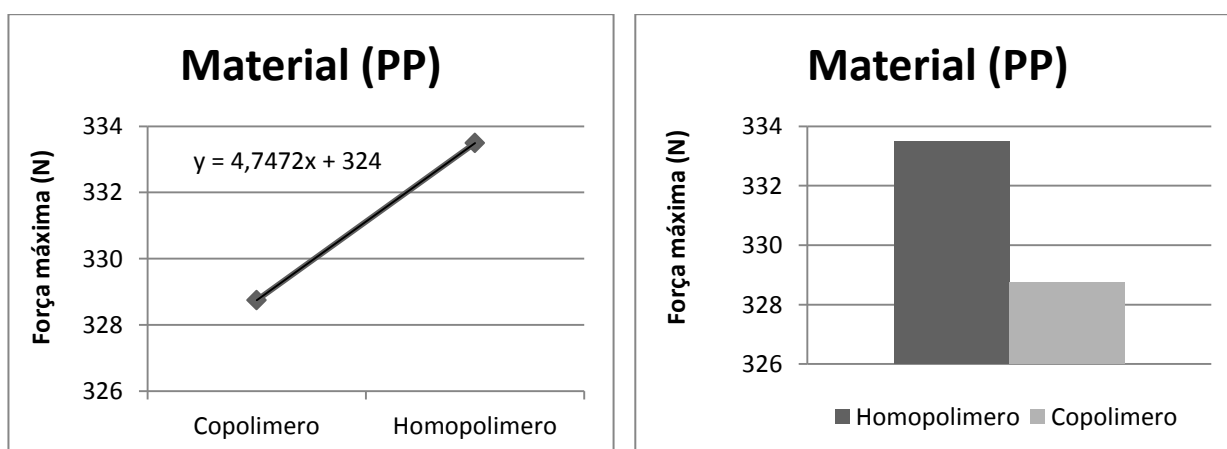 Material (PP)
Força máxima (N)
334
332
330
328
326
y = 4,7472x + 324
Copolimero Homopolimero
Material (PP)
Força máxima (N)
334
332
330
328
326
Homopolimero Copolimero